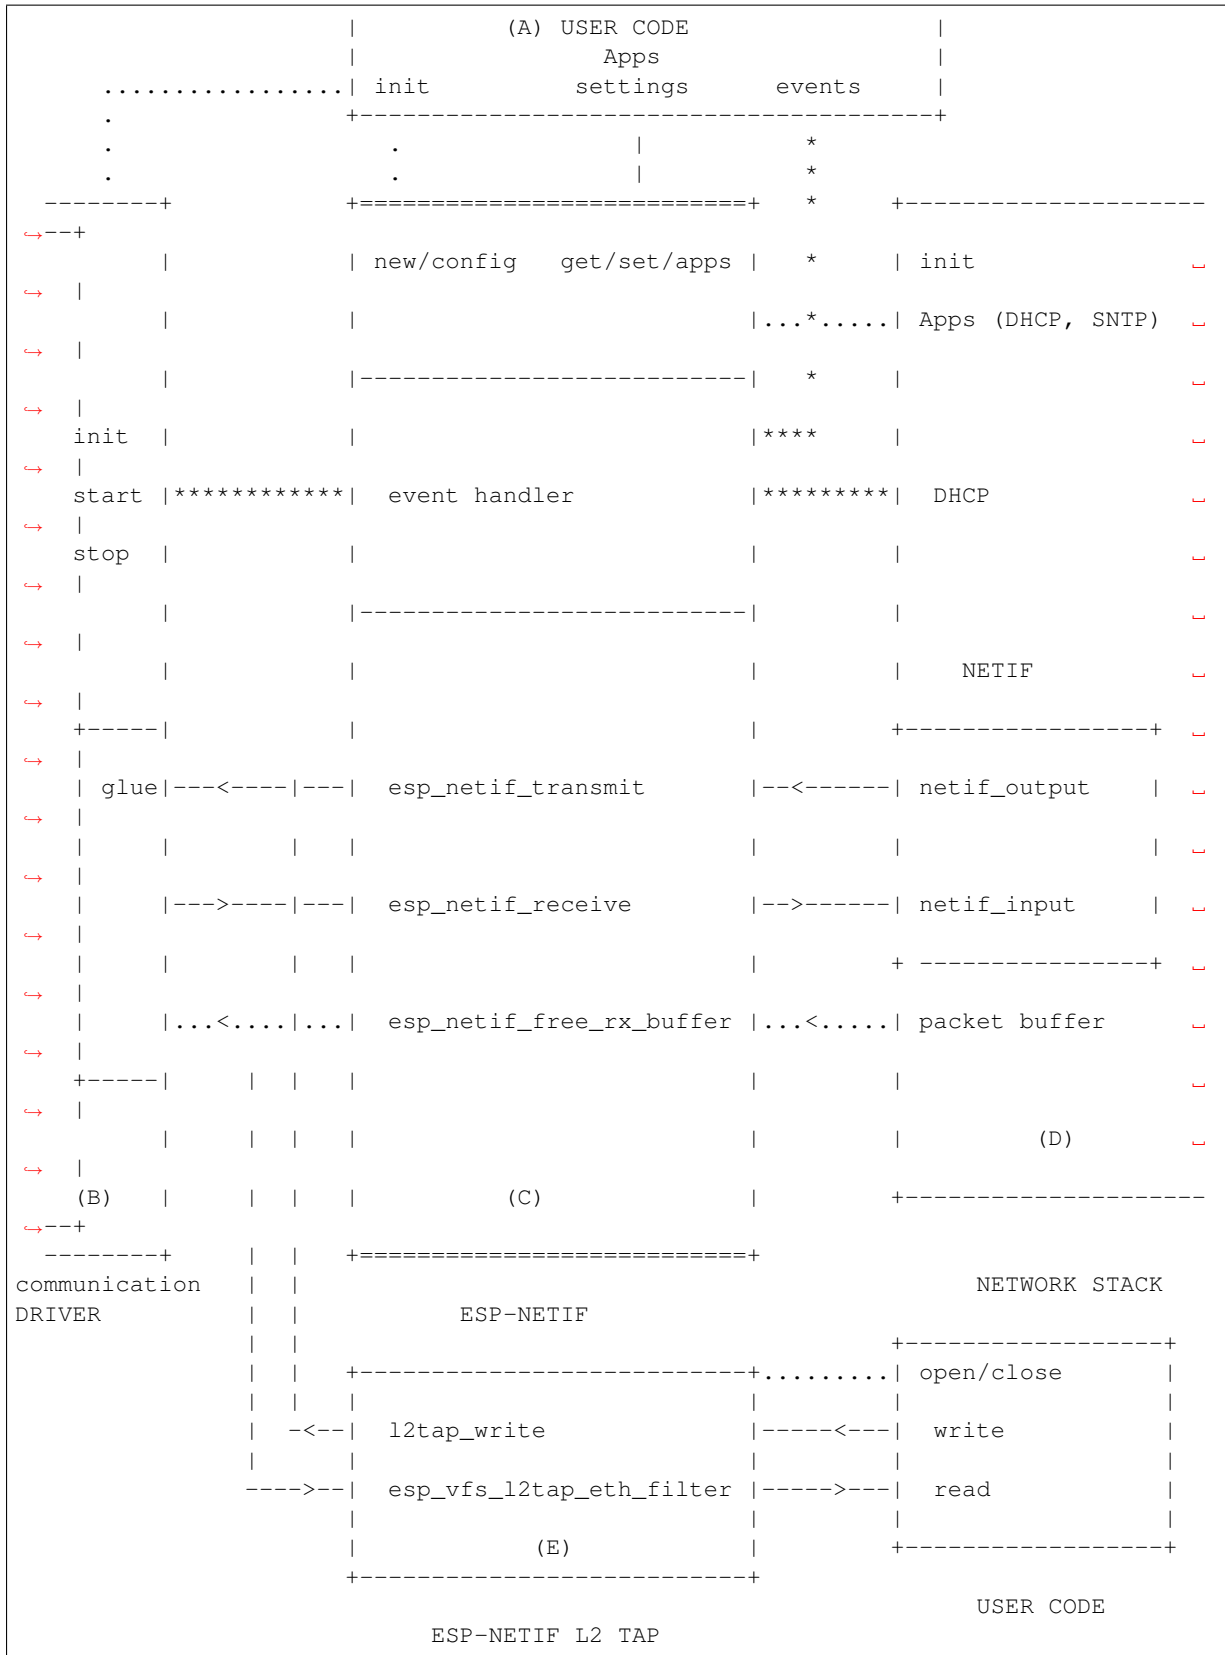 |          (A) USER CODE                 |
                       |                 Apps                   |
      .................| init          settings      events     |
      .                +----------------------------------------+
      .                   .                |           *
      .                   .                |           *
  --------+            +===========================+   *     +---------------------
↪--+
          |            | new/config   get/set/apps |   *     | init                ␣
↪  |
          |            |                           |...*.....| Apps (DHCP, SNTP)   ␣
↪  |
          |            |---------------------------|   *     |                     ␣
↪  |
    init  |            |                           |****     |                     ␣
↪  |
    start |************|  event handler            |*********|  DHCP               ␣
↪  |
    stop  |            |                           |         |                     ␣
↪  |
          |            |---------------------------|         |                     ␣
↪  |
          |            |                           |         |    NETIF            ␣
↪  |
    +-----|            |                           |         +-----------------+   ␣
↪  |
    | glue|---<----|---|  esp_netif_transmit       |--<------| netif_output    |   ␣
↪  |
    |     |        |   |                           |         |                 |   ␣
↪  |
    |     |--->----|---|  esp_netif_receive        |-->------| netif_input     |   ␣
↪  |
    |     |        |   |                           |         + ----------------+   ␣
↪  |
    |     |...<....|...|  esp_netif_free_rx_buffer |...<.....| packet buffer       ␣
↪  |
    +-----|     |  |   |                           |         |                     ␣
↪  |
          |     |  |   |                           |         |         (D)         ␣
↪  |
    (B)   |     |  |   |          (C)              |         +---------------------
↪--+
  --------+     |  |   +===========================+
communication   |  |                                               NETWORK STACK
DRIVER          |  |           ESP-NETIF
                |  |                                         +------------------+
                |  |   +---------------------------+.........| open/close       |
                |  |   |                           |         |                  |
                |  -<--|  l2tap_write              |-----<---|  write           |
                |      |                           |         |                  |
                ---->--|  esp_vfs_l2tap_eth_filter |----->---|  read            |
                       |                           |         |                  |
                       |            (E)            |         +------------------+
                       +---------------------------+
                                                                  USER CODE
                             ESP-NETIF L2 TAP